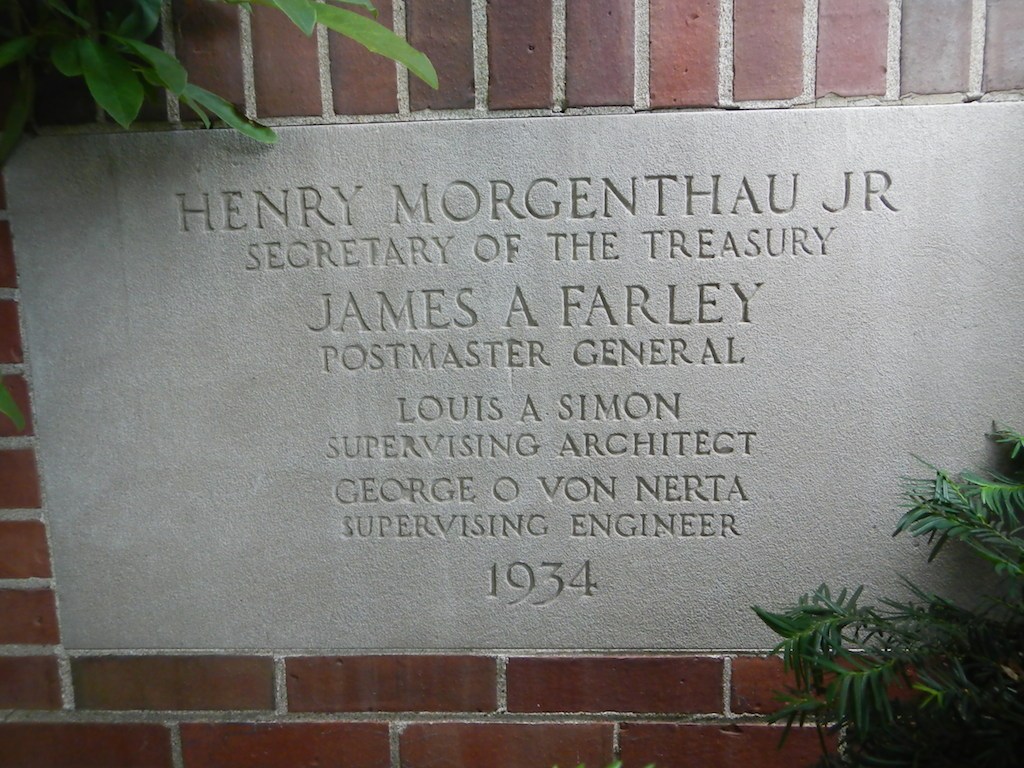 HENRY MORGENTHAU JR
SECRETARY OF THE TREASURY
JAMES A FARLEY
POSTMASTER GENERAL
LOUIS A SIMON
SUPERVISING ARCHITECT
GEORGE O VON NERTA
SUPERVISING ENGINEER
1934